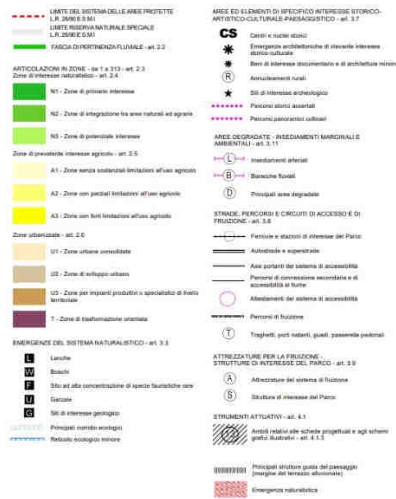 LIMITE DEL SISTEMA DELLE AREE PROTETTE
L.R. 28/90 E S.M.I
LIMITE RISERVA NATURALE SPECIALE
L.R. 28/90 E S.M.I
FASCIA DI PERTINENZA FLUVIALE - art. 2.2
ARTICOLAZIONI IN ZONE - da 1 a 313 - art. 2.3
Zone di interesse naturalistico - art. 2.4
N1 - Zone di primario interesse
N2 - Zone di integrazione fra aree naturali ed agrarie
N3 - Zone di potenziale interesse
Zone di prevalente interesse agricolo - art. 2.5
A1 - Zone senza sostanziali limitazioni all'uso agricolo
A2 - Zone con parziali limitazioni all'uso agricolo
A3 - Zone con forti limitazioni all'uso agricolo
Zone urbanizzate - art. 2.6
U1 - Zone urbane consolidate
U2 - Zone di sviluppo urbano
U3 - Zone per impianti produttivi o specialistici di livello
territoriale
T - Zone di trasformazione orientata
EMERGENZE DEL SISTEMA NATURALISTICO - art. 3.3
L Lanche
W Boschi
F Sito ad alta concentrazione di specie faunistiche rare
U Garzaie
G Siti di interesse geologico
Principali corridoi ecologici
Reticolo ecologico minore
AREE ED ELEMENTI DI SPECIFICO INTERESSE STORICO-
ARTISTICO-CULTURALE-PAESAGGISTICO - art. 3.7
CS Centri e nuclei storici
Emergenze architettoniche di rilevante interesse
storico-culturale
Beni di interesse documentario e di architettura minore
R Annucleamenti rurali
Siti di interesse archeologico
Percorsi storici accertati
Percorsi panoramici collinari
AREE DEGRADATE - INSEDIAMENTI MARGINALI E
AMBIENTALI - art. 3.11
L Insediamenti arteriali
B Baracche fluviali
D Principali aree degradate
STRADE, PERCORSI E CIRCUITI DI ACCESSO E DI
FRUIZIONE - art. 3.8
Ferrovie e stazioni di interesse del Parco
Autostrade e superstrade
Assi portanti del sistema di accessibilità
Percorsi di connessione secondaria e di
accessibilità al fiume
Attestamenti del sistema di accessibilità
Percorsi di fruizione
T Traghetti, porti natanti, guadi, passerelle pedonali
ATTREZZATURE PER LA FRUIZIONE -
STRUTTURE DI INTERESSE DEL PARCO - art. 3.9
A Attrezzature del sistema di fruizione
S Strutture di interesse del Parco
STRUMENTI ATTUATIVI - art. 4.1
Ambiti relativi alle schede progettuali e agli schemi
grafici illustrativi - art. 4.1.3
Principali strutture guida del paesaggio
(margine del terrazzo alluvionale)
Emergenza naturalistica